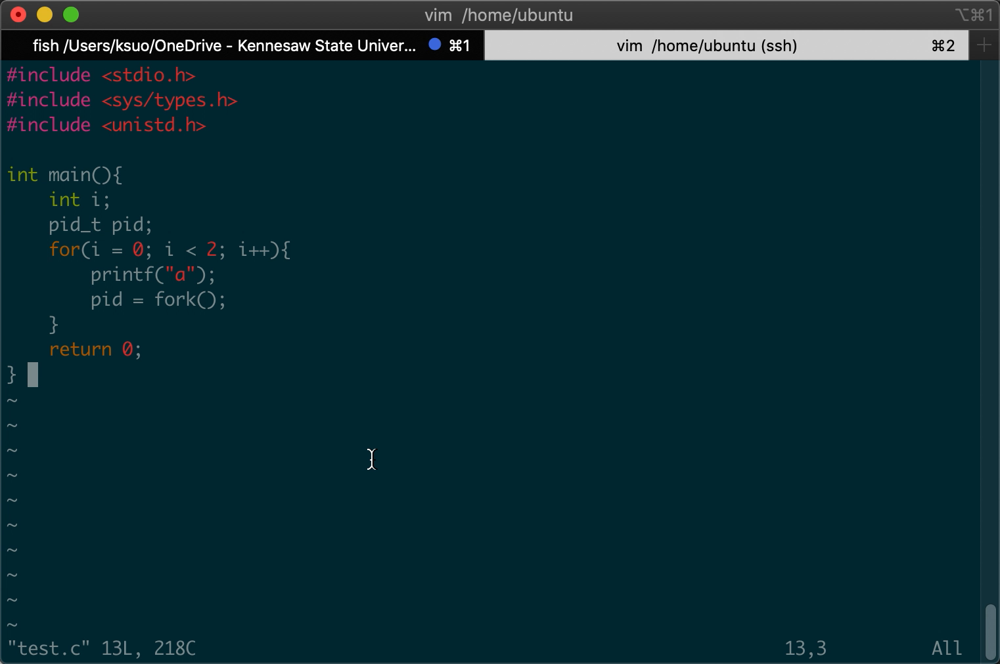 vim /home/ubuntu ⌥⌘1
fish /Users/ksuo/OneDrive - Kennesaw State Univer... ⌘1 vim /home/ubuntu (ssh) ⌘2 +
#include <stdio.h>
#include <sys/types.h>
#include <unistd.h>

int main(){
    int i;
    pid_t pid;
    for(i = 0; i < 2; i++){
        printf("a");
        pid = fork();
    }
    return 0;
}
~
~
~
~
~
~
~
~
~
~
"test.c" 13L, 218C 13,3 All